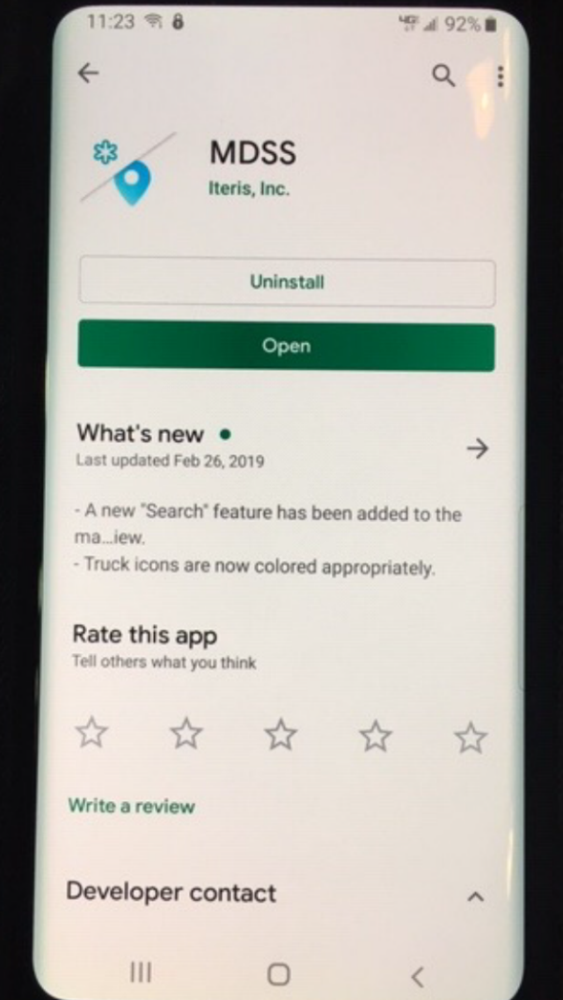 11:23 4G 92%
MDSS
Iteris, Inc.
Uninstall
Open
What's new
Last updated Feb 26, 2019
- A new "Search" feature has been added to the
ma...iew.
- Truck icons are now colored appropriately.
Rate this app
Tell others what you think
Write a review
Developer contact